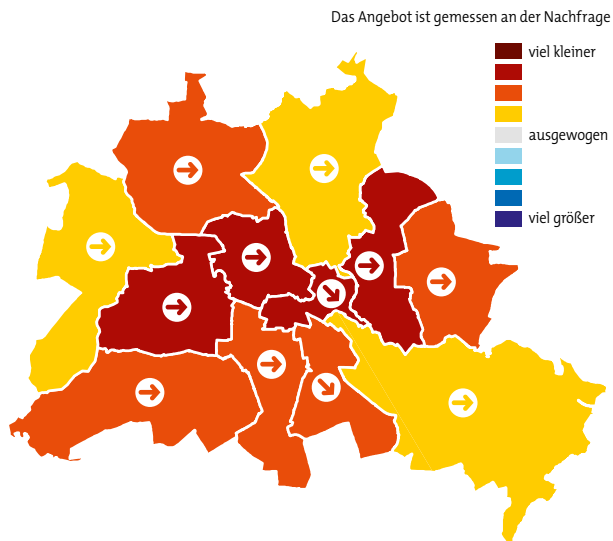 Das Angebot ist gemessen an der Nachfrage
viel kleiner
ausgewogen
viel größer